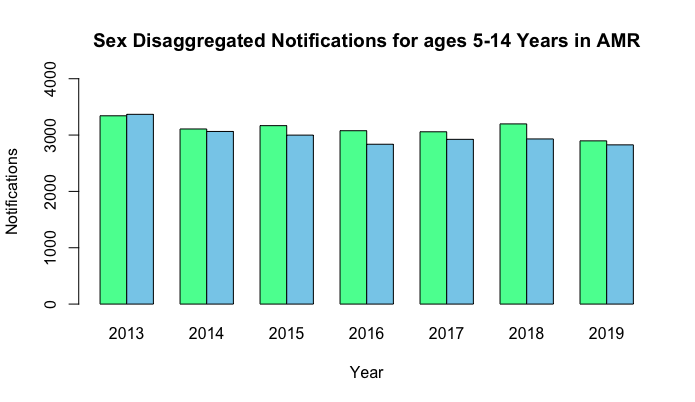 Sex Disaggregated Notifications for ages 5-14 Years in AMR
4000
3000
2000
1000
0
Notifications
2013 2014 2015 2016 2017 2018 2019
Year